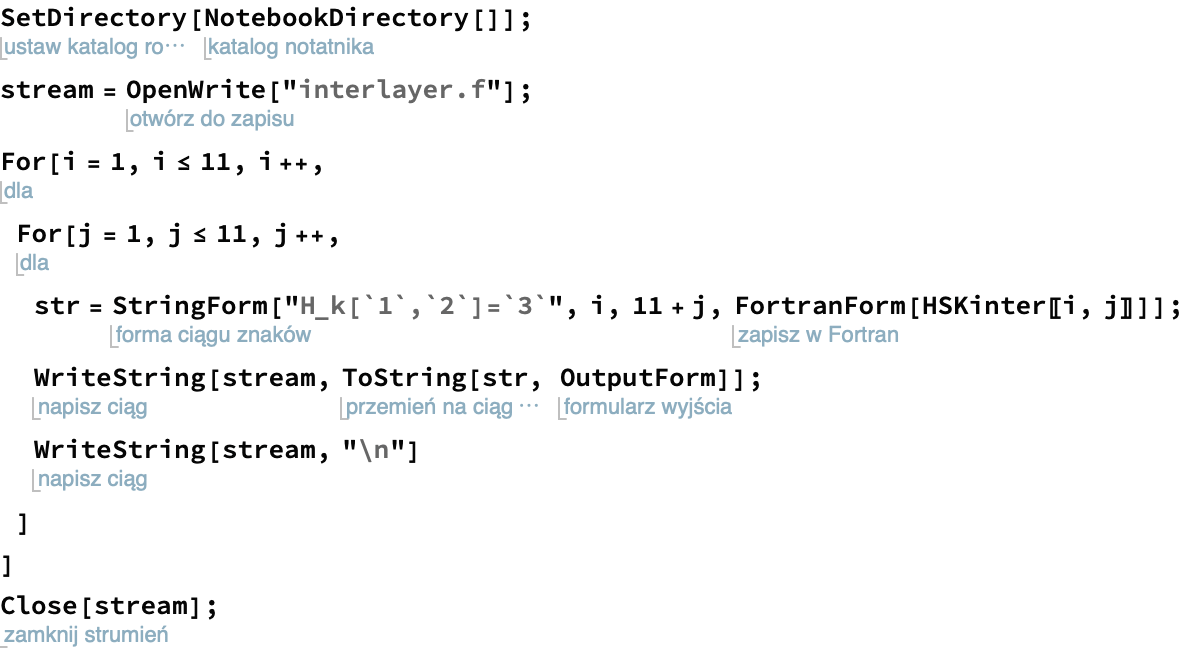 SetDirectory[NotebookDirectory[]];
ustaw katalog ro⋯ katalog notatnika
stream = OpenWrite["interlayer.f"];
otwórz do zapisu
For[i = 1, i ≤ 11, i++,
dla
For[j = 1, j ≤ 11, j++,
dla
str = StringForm["H_k[`1`,`2`]=`3`", i, 11 + j, FortranForm[HSKinter〚i, j〛]];
forma ciągu znaków zapisz w Fortran
WriteString[stream, ToString[str, OutputForm]];
napisz ciąg przemień na ciąg ⋯ formularz wyjścia
WriteString[stream, "\n"]
napisz ciąg
]
]
Close[stream];
zamknij strumień